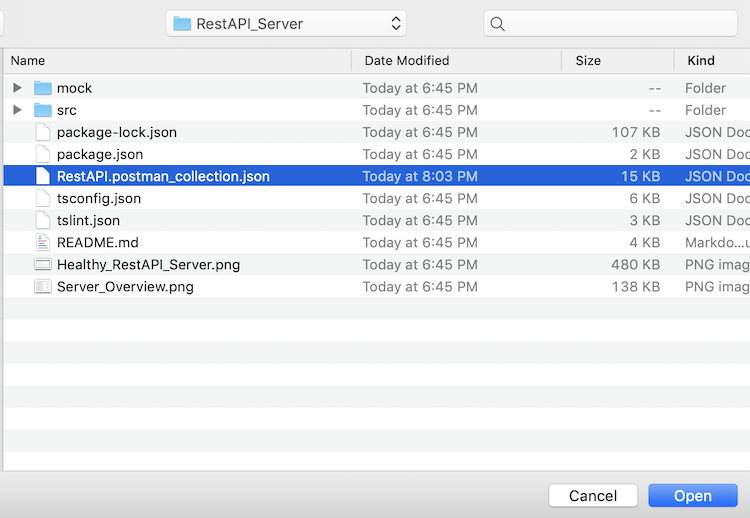 RestAPI_Server
Name Date Modified Size Kind
mock Today at 6:45 PM -- Folder
src Today at 6:45 PM -- Folder
package-lock.json Today at 6:45 PM 107 KB JSON Doc
package.json Today at 6:45 PM 2 KB JSON Doc
RestAPI.postman_collection.json Today at 8:03 PM 15 KB JSON Doc
tsconfig.json Today at 6:45 PM 6 KB JSON Doc
tslint.json Today at 6:45 PM 3 KB JSON Doc
README.md Today at 6:45 PM 4 KB Markdo...u
Healthy_RestAPI_Server.png Today at 6:45 PM 480 KB PNG imag
Server_Overview.png Today at 6:45 PM 138 KB PNG imag
Cancel Open